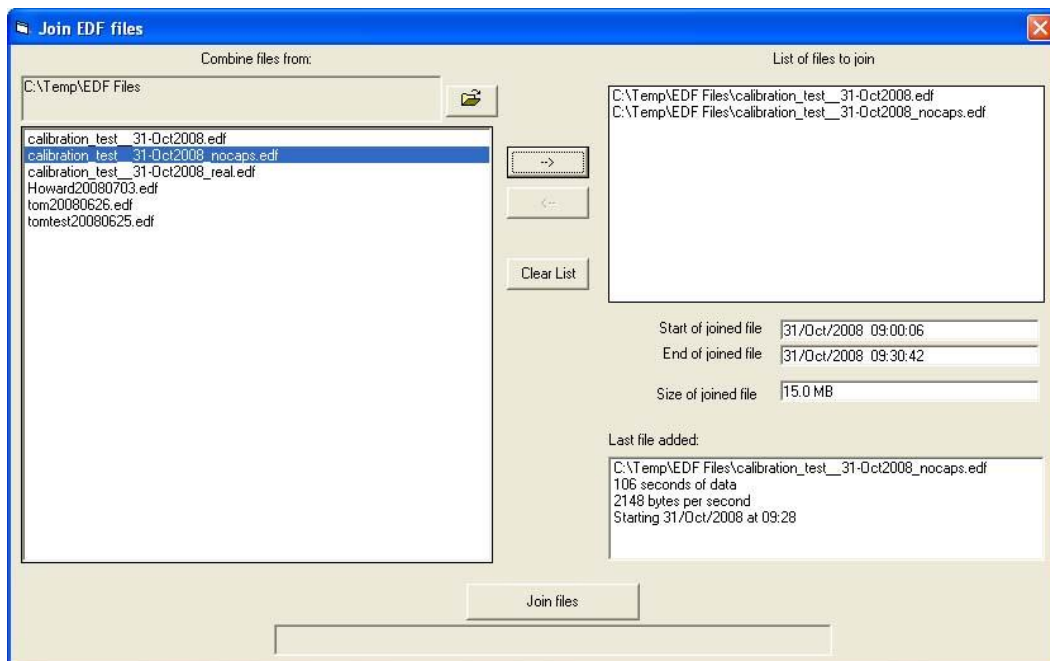 Join EDF files
Combine files from:
C:\Temp\EDF Files
calibration_test__31-Oct2008.edf
calibration_test__31-Oct2008_nocaps.edf
calibration_test__31-Oct2008_real.edf
Howard20080703.edf
tom20080626.edf
tomtest20080625.edf
-->
<--
Clear List
List of files to join
C:\Temp\EDF Files\calibration_test__31-Oct2008.edf
C:\Temp\EDF Files\calibration_test__31-Oct2008_nocaps.edf
Start of joined file 31/Oct/2008 09:00:06
End of joined file 31/Oct/2008 09:30:42
Size of joined file 15.0 MB
Last file added:
C:\Temp\EDF Files\calibration_test__31-Oct2008_nocaps.edf
106 seconds of data
2148 bytes per second
Starting 31/Oct/2008 at 09:28
Join files